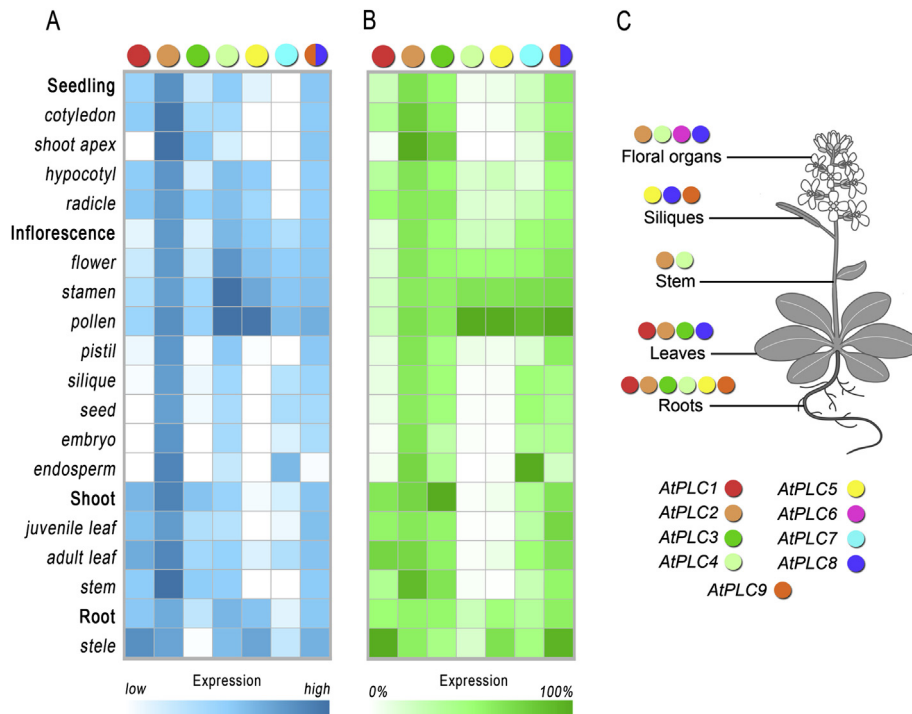 A
B
C
Seedling
cotyledon
shoot apex
hypocotyl
radicle
Inflorescence
flower
stamen
pollen
pistil
silique
seed
embryo
endosperm
Shoot
juvenile leaf
adult leaf
stem
Root
stele
low Expression high
0% Expression 100%
Floral organs
Siliques
Stem
Leaves
Roots
AtPLC1 AtPLC5
AtPLC2 AtPLC6
AtPLC3 AtPLC7
AtPLC4 AtPLC8
AtPLC9